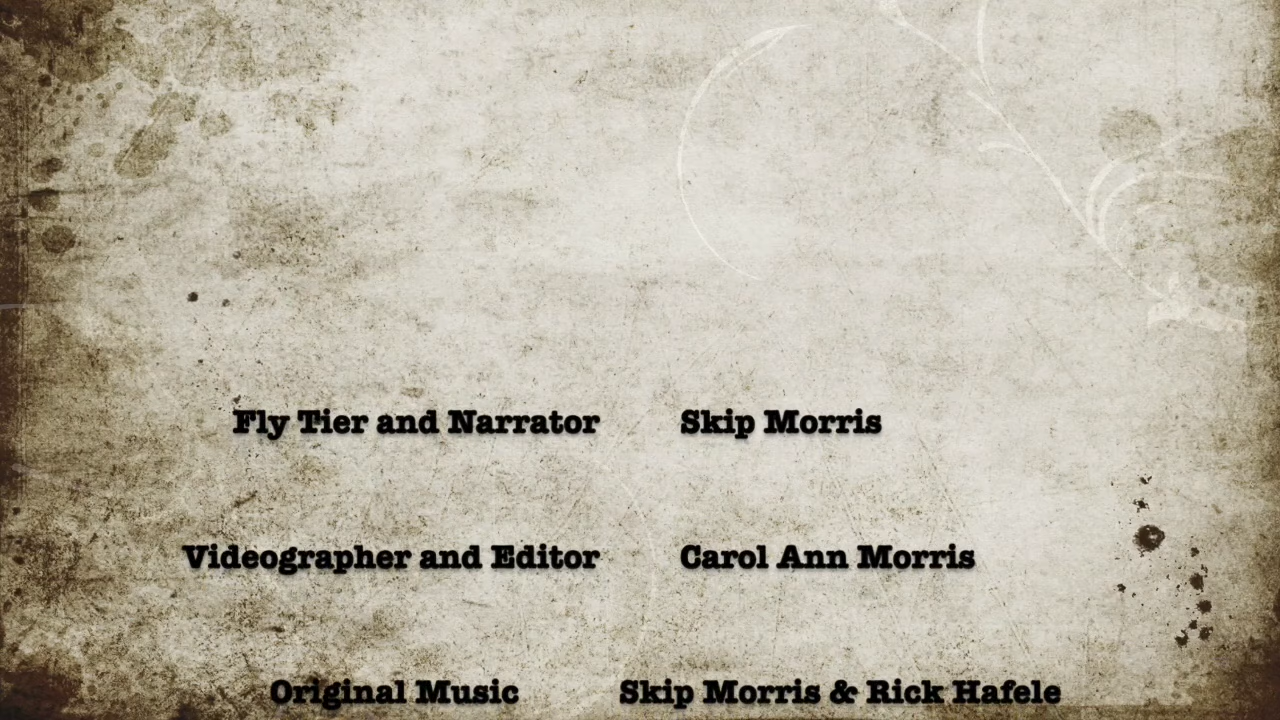 Fly Tier and Narrator Skip Morris
Videographer and Editor Carol Ann Morris
Original Music Skip Morris & Rick Hafele